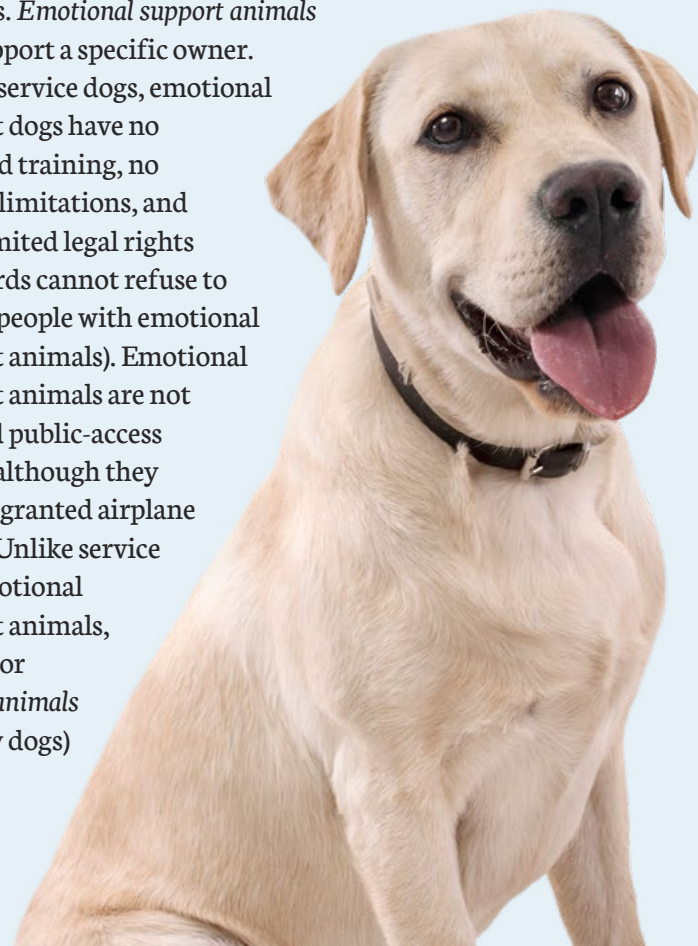 s. Emotional support animals
pport a specific owner.
service dogs, emotional
t dogs have no
d training, no
limitations, and
mited legal rights
rds cannot refuse to
people with emotional
t animals). Emotional
t animals are not
d public-access
although they
granted airplane
Unlike service
otional
t animals,
or
animals
y dogs)